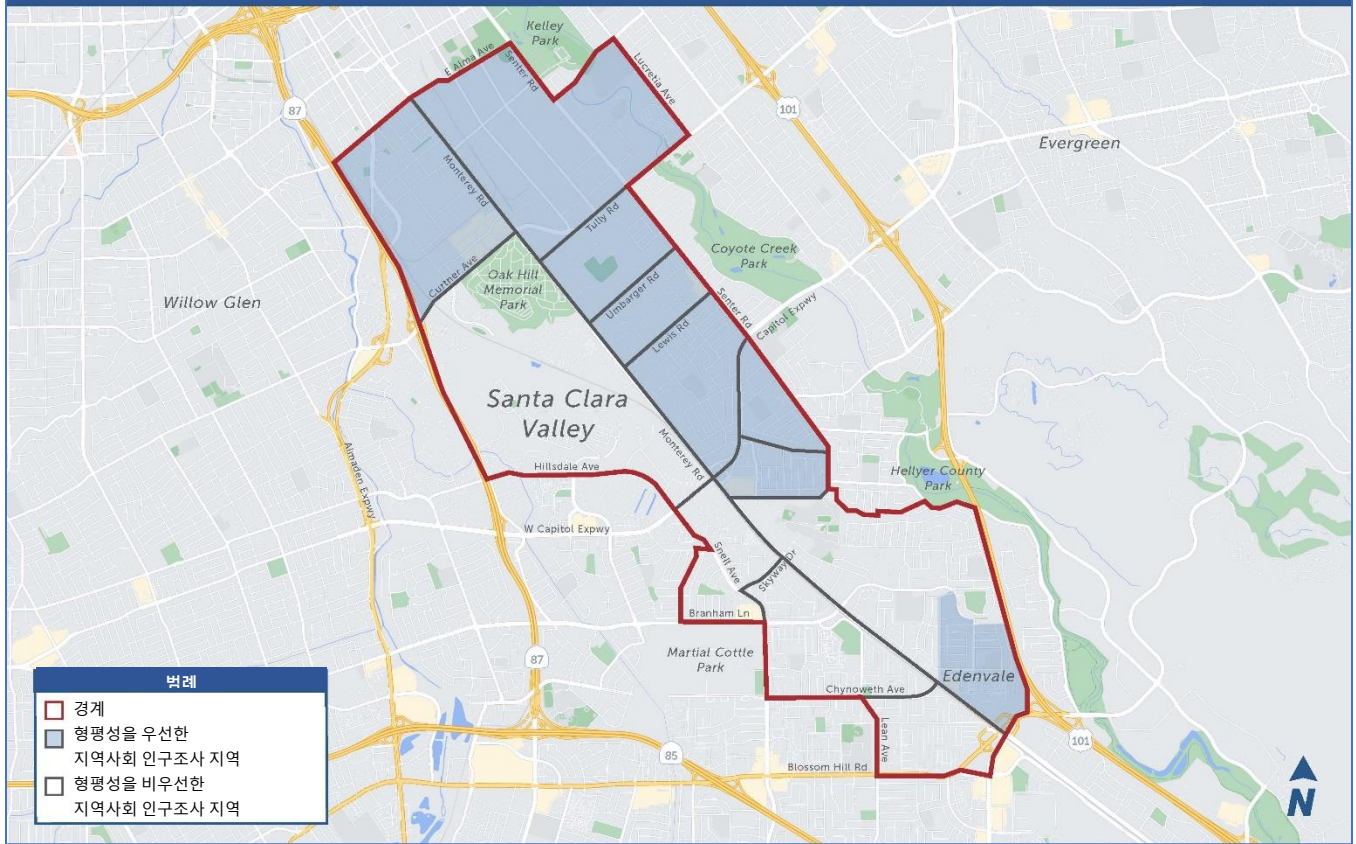 Kelley
Park
E Alma Ave
Senter Rd
Lucretia Ave
87
101
Evergreen
Monterey Rd
Tully Rd
Curtner Ave
Oak Hill
Memorial
Park
Coyote Creek
Park
Umbarger Rd
Willow Glen
Lewis Rd
Senter Rd
Capitol Expwy
Santa Clara
Valley
Monterey Rd
Almaden Expwy
Hillsdale Ave
Hellyer County
Park
W Capitol Expwy
Snell Ave
Skyway Dr
Branham Ln
Martial Cottle
Park
87
Edenvale
Chynoweth Ave
Lean Ave
101
85
Blossom Hill Rd
범례
경계
형평성을 우선한
지역사회 인구조사 지역
형평성을 비우선한
지역사회 인구조사 지역
N